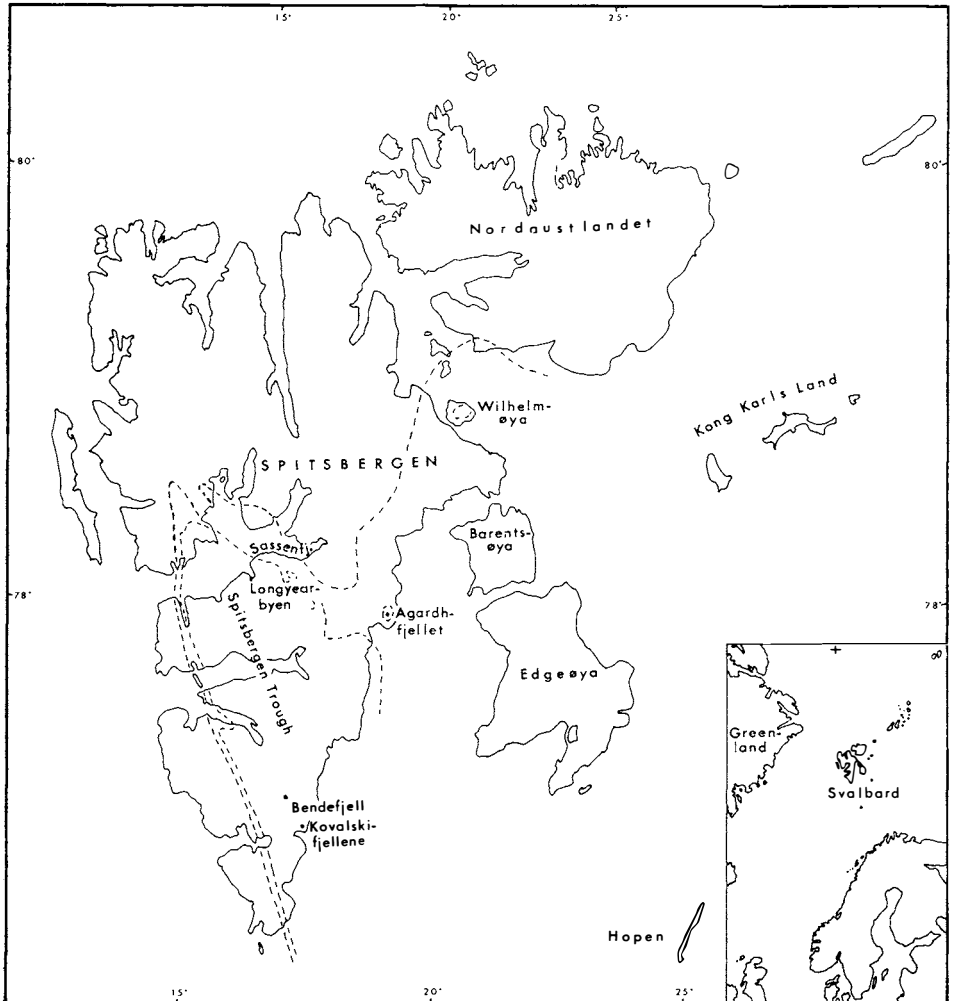 15°
20°
25°
80°
80°
Nordaustlandet
Wilhelm-
øya
Kong Karls Land
SPITSBERGEN
Barents-
øya
Sassenfj.
Longyear-
byen
78°
78°
Agardh-
fjellet
Spitsbergen Trough
Edgeøya
Green-
land
Svalbard
Bendefjell
Kovalski-
fjellene
Hopen
15°
20°
25°